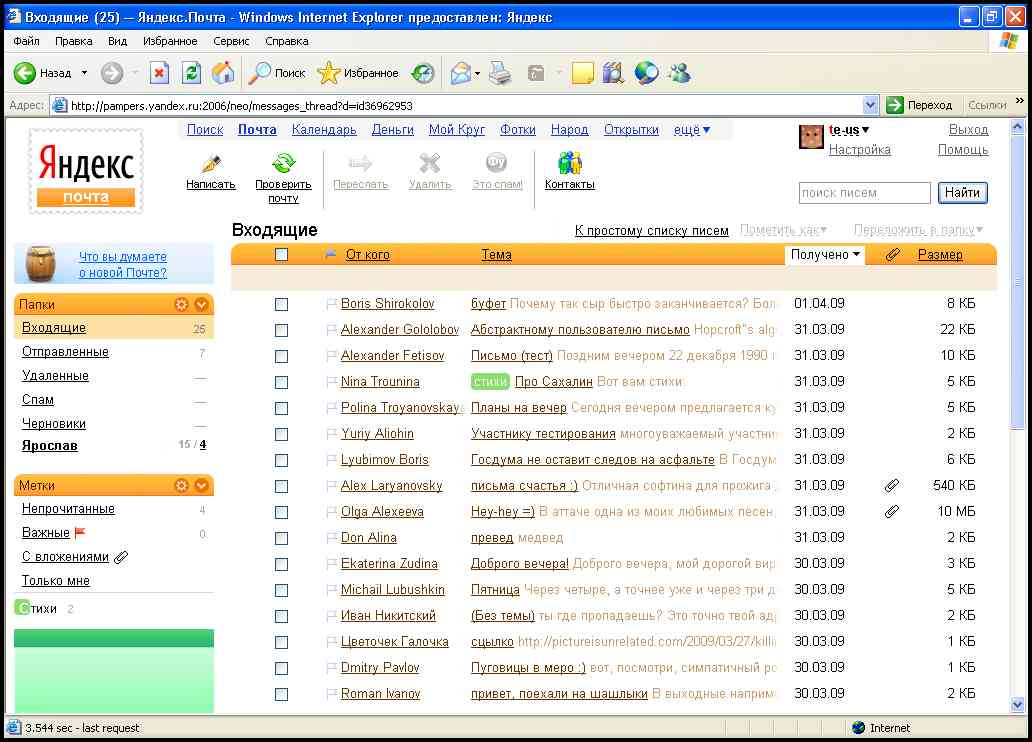 Входящие (25) — Яндекс.Почта - Windows Internet Explorer предоставлен: Яндекс
Файл Правка Вид Избранное Сервис Справка
Назад Поиск Избранное
Адрес: http://pampers.yandex.ru:2006/neo/messages_thread?d=id36962953 Переход Ссылки »
Поиск Почта Календарь Деньги Мой Круг Фотки Народ Открытки ещё▼
te-us▼ Выход
Настройка Помощь
Яндекс
почта
Написать Проверить почту Переслать Удалить Фу Это спам! Контакты
поиск писем Найти
Входящие К простому списку писем Пометить как▼ Переложить в папку▼
От кого Тема Получено▼ Размер
Что вы думаете
о новой Почте?
Папки
Входящие 25
Отправленные 7
Удаленные —
Спам —
Черновики —
Ярослав 15 / 4
Метки
Непрочитанные 4
Важные 0
С вложениями
Только мне
Стихи 2
Boris Shirokolov буфет Почему так сыр быстро заканчивается? Бол 01.04.09 8 КБ
Alexander Gololobov Абстрактному пользователю письмо Hopcroft"s alg 31.03.09 22 КБ
Alexander Fetisov Письмо (тест) Поздним вечером 22 декабря 1990 г 31.03.09 10 КБ
Nina Trounina стихи Про Сахалин Вот вам стихи: 31.03.09 5 КБ
Polina Troyanovskay Планы на вечер Сегодня вечером предлагается ку 31.03.09 5 КБ
Yuriy Aliohin Участнику тестирования многоуважаемый участни 31.03.09 2 КБ
Lyubimov Boris Госдума не оставит следов на асфальте В Госдум 31.03.09 6 КБ
Alex Laryanovsky письма счастья :) Отличная софтина для прожига 31.03.09 540 КБ
Olga Alexeeva Hey-hey =) В аттаче одна из моих любимых песен 31.03.09 10 МБ
Don Alina превед медвед 31.03.09 2 КБ
Ekaterina Zudina Доброго вечера! Доброго вечера, мой дорогой вир 30.03.09 3 КБ
Michail Lubushkin Пятница Через четыре, а точнее уже и через три д 30.03.09 5 КБ
Иван Никитский (Без темы) ты где пропадаешь? Это точно твой ад 30.03.09 2 КБ
Цветочек Галочка сцылко http://pictureisunrelated.com/2009/03/27/killi 30.03.09 1 КБ
Dmitry Pavlov Пуговицы в меро :) вот, посмотри, симпатичный ро 30.03.09 1 КБ
Roman Ivanov привет, поехали на шашлыки В выходные наприм 30.03.09 2 КБ
3.544 sec - last request Internet